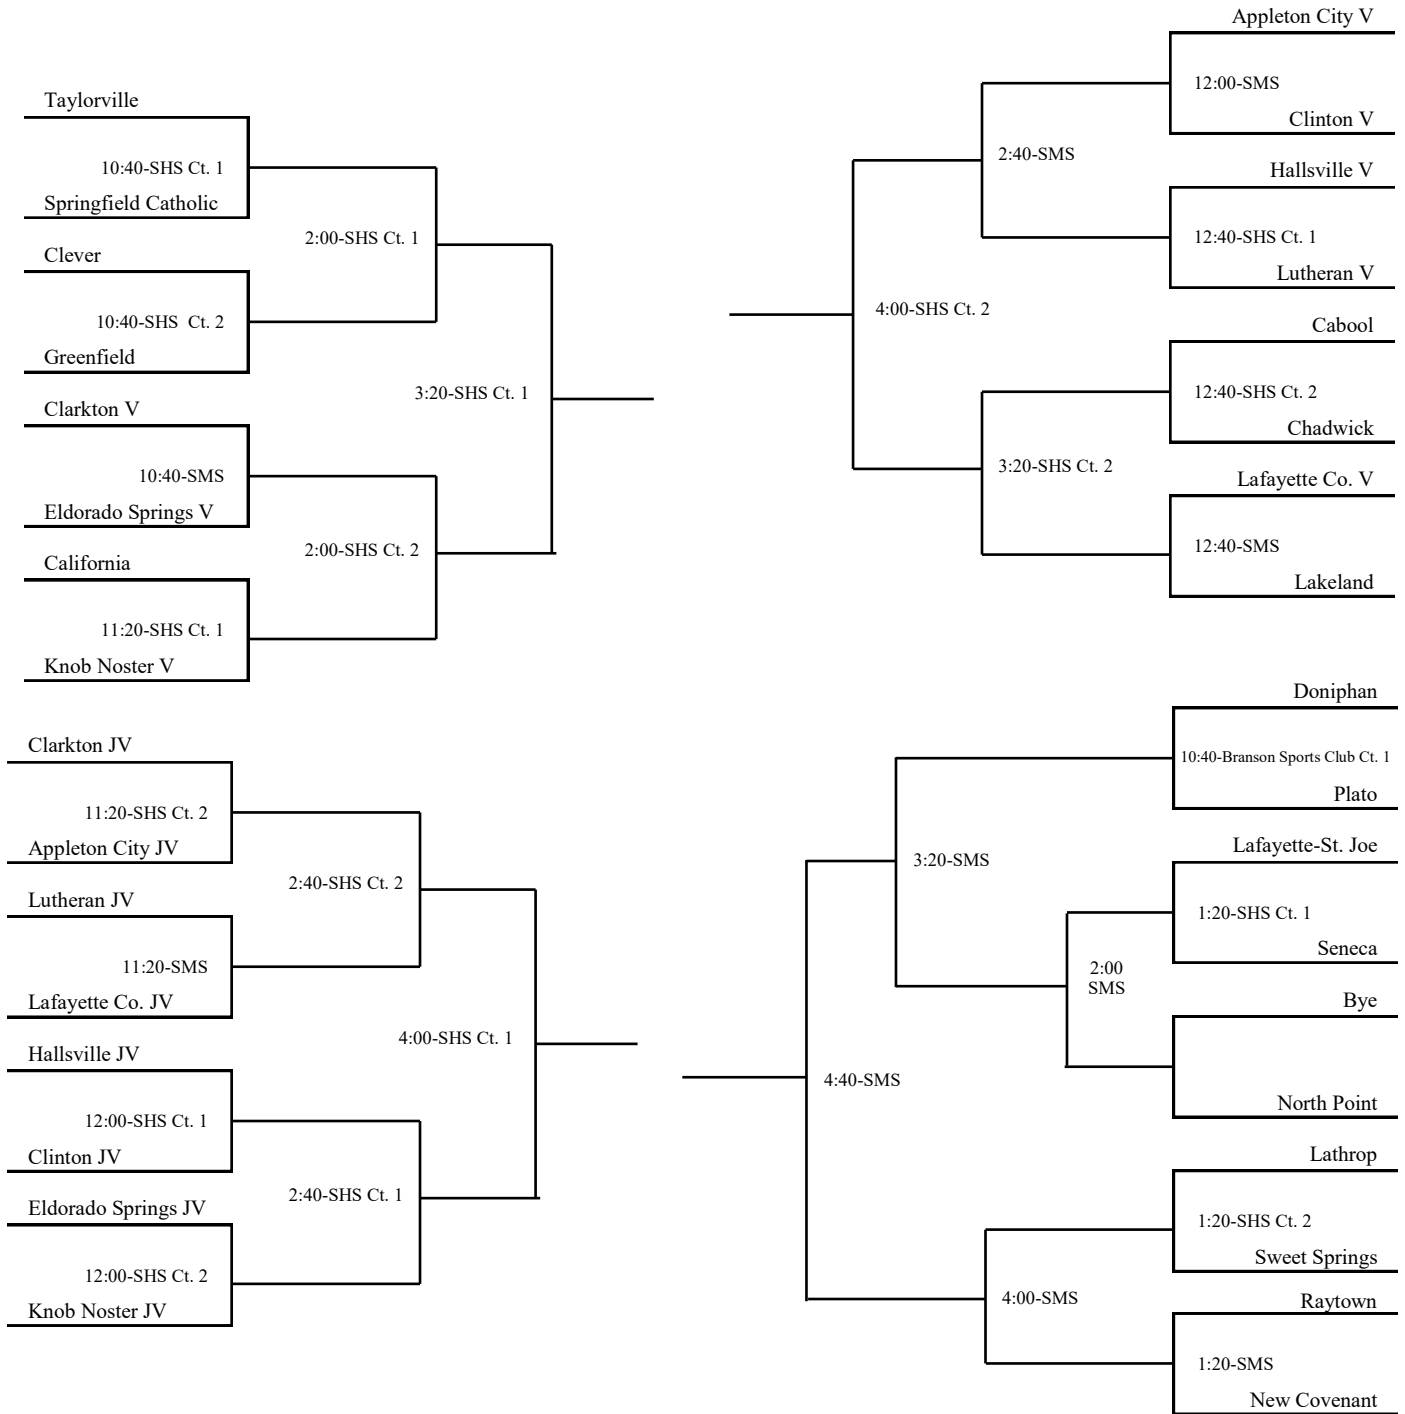 Taylorville
10:40-SHS Ct. 1
Springfield Catholic
2:00-SHS Ct. 1
Clever
10:40-SHS  Ct. 2
Greenfield
3:20-SHS Ct. 1
Clarkton V
10:40-SMS
Eldorado Springs V
2:00-SHS Ct. 2
California
11:20-SHS Ct. 1
Knob Noster V
Appleton City V
12:00-SMS
Clinton V
2:40-SMS
Hallsville V
12:40-SHS Ct. 1
Lutheran V
4:00-SHS Ct. 2
Cabool
12:40-SHS Ct. 2
Chadwick
3:20-SHS Ct. 2
Lafayette Co. V
12:40-SMS
Lakeland
Clarkton JV
11:20-SHS Ct. 2
Appleton City JV
2:40-SHS Ct. 2
Lutheran JV
11:20-SMS
Lafayette Co. JV
4:00-SHS Ct. 1
Hallsville JV
12:00-SHS Ct. 1
Clinton JV
2:40-SHS Ct. 1
Eldorado Springs JV
12:00-SHS Ct. 2
Knob Noster JV
Doniphan
10:40-Branson Sports Club Ct. 1
Plato
3:20-SMS
Lafayette-St. Joe
1:20-SHS Ct. 1
Seneca
2:00
SMS
Bye
North Point
4:40-SMS
Lathrop
1:20-SHS Ct. 2
Sweet Springs
4:00-SMS
Raytown
1:20-SMS
New Covenant